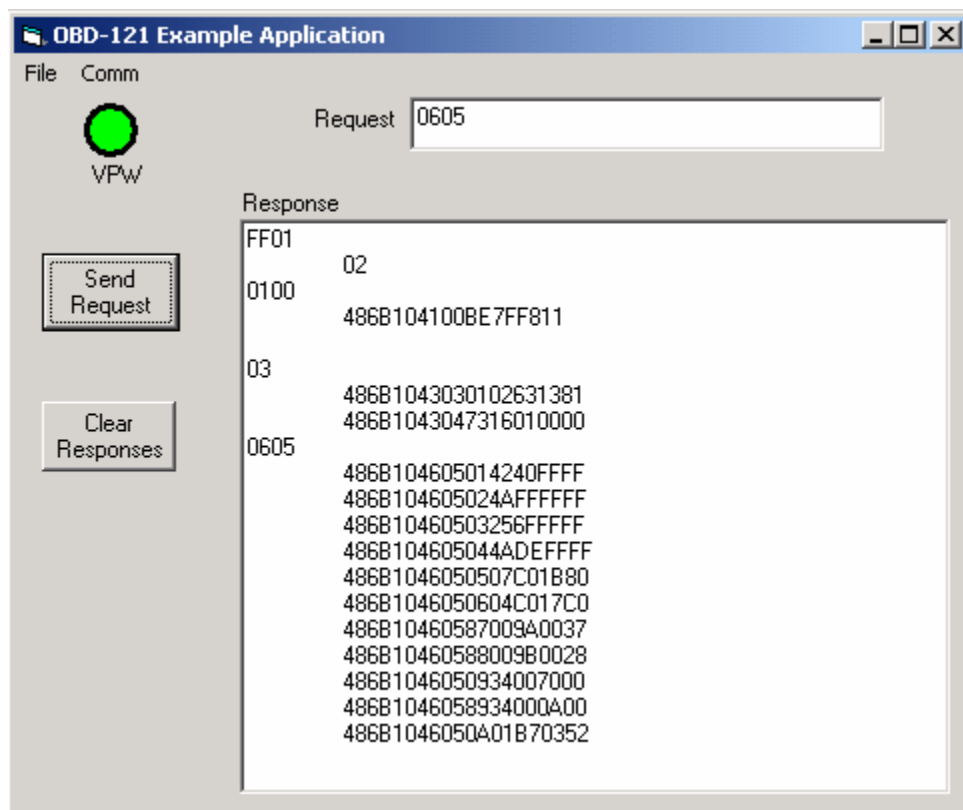 OBD-121 Example Application
File Comm
VPW
Request 0605
Response
Send
Request
Clear
Responses
FF01
02
0100
486B104100BE7FF811
03
486B1043030102631381
486B1043047316010000
0605
486B104605014240FFFF
486B104605024AFFFFFF
486B10460503256FFFFF
486B104605044ADEFFFF
486B1046050507C01B80
486B1046050604C017C0
486B10460587009A0037
486B10460588009B0028
486B1046050934007000
486B1046058934000A00
486B1046050A01B70352